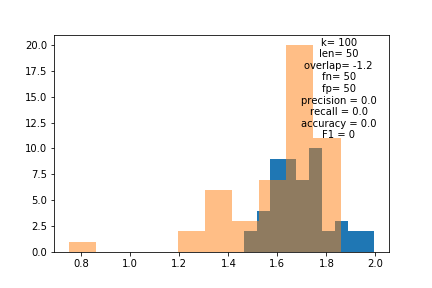 20.0
17.5
15.0
12.5
10.0
7.5
5.0
2.5
0.0
0.8 1.0 1.2 1.4 1.6 1.8 2.0
k= 100
len= 50
overlap= -1.2
fn= 50
fp= 50
precision = 0.0
recall = 0.0
accuracy = 0.0
F1 = 0